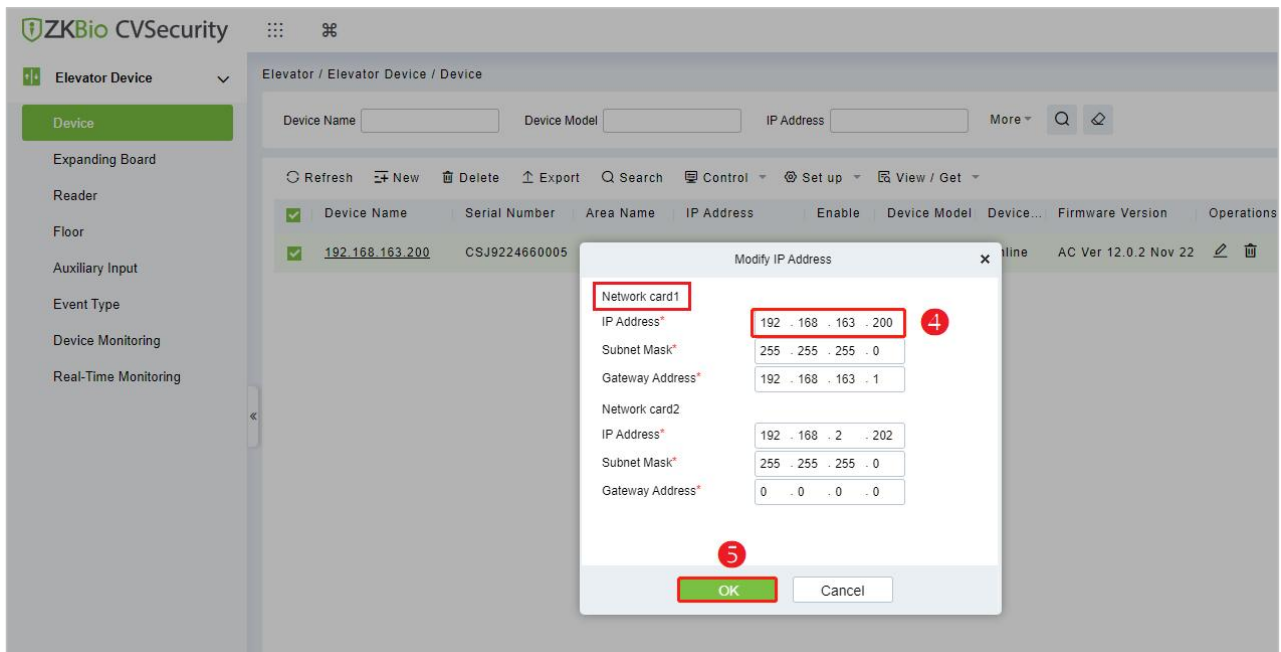 ZKBio CVSecurity
Elevator Device
Elevator / Elevator Device / Device
Device
Device Name Device Model IP Address More
Expanding Board
Reader
Refresh New Delete Export Search Control Set up View / Get
Device Name Serial Number Area Name IP Address Enable Device Model Device... Firmware Version Operations
Floor
192.168.163.200 CSJ9224660005 nline AC Ver 12.0.2 Nov 22
Auxiliary Input
Event Type
Device Monitoring
Real-Time Monitoring
Modify IP Address
Network card1
IP Address* 192 . 168 . 163 . 200 4
Subnet Mask* 255 . 255 . 255 . 0
Gateway Address* 192 . 168 . 163 . 1
Network card2
IP Address* 192 . 168 . 2 . 202
Subnet Mask* 255 . 255 . 255 . 0
Gateway Address* 0 . 0 . 0 . 0
5
OK Cancel